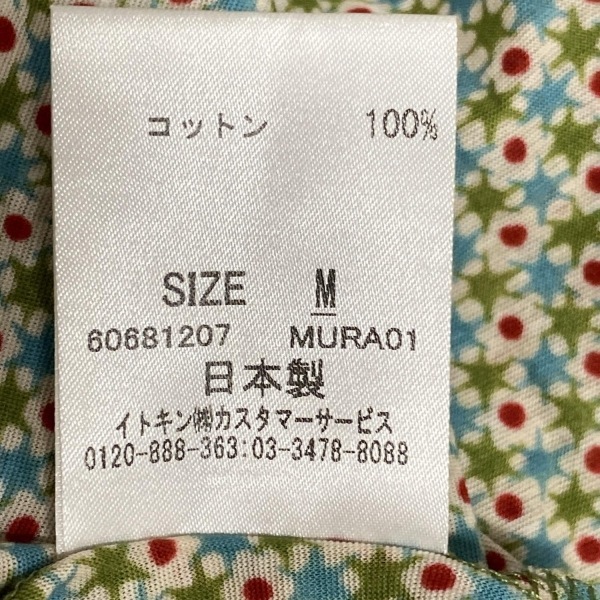 コットン 100%
SIZE M
60681207 MURA01
日本製
イトキン㈱カスタマーサービス
0120-888-363:03-3478-8088